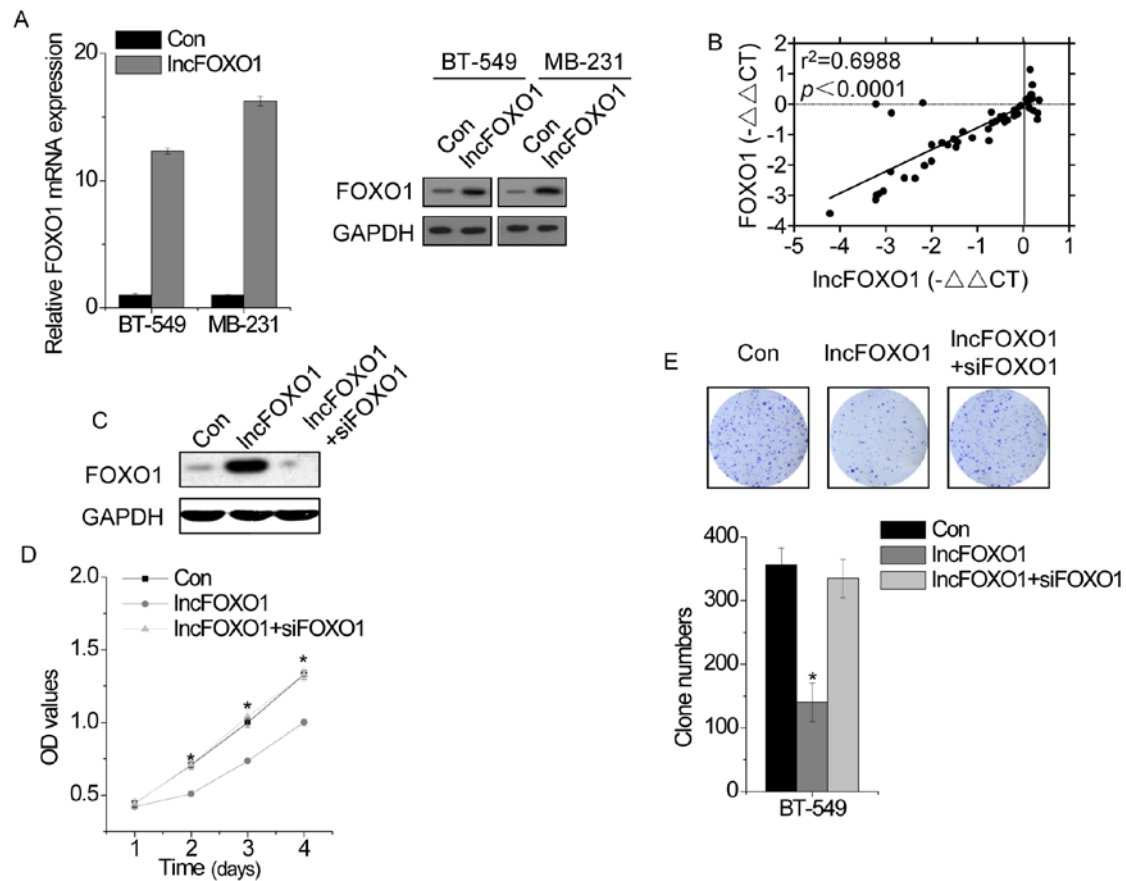 A
Relative FOXO1 mRNA expression
Con
lncFOXO1
20
10
0
BT-549
MB-231
BT-549 MB-231
Con
lncFOXO1
Con
lncFOXO1
FOXO1
GAPDH
B
r²=0.6988
p<0.0001
FOXO1 (-△△CT)
2
1
0
-1
-2
-3
-4
-5 -4 -3 -2 -1 0 1
lncFOXO1 (-△△CT)
C
Con
lncFOXO1
lncFOXO1
+siFOXO1
FOXO1
GAPDH
D
Con
lncFOXO1
lncFOXO1+siFOXO1
OD values
2.0
1.5
1.0
0.5
*
*
*
1 2 3 4
Time (days)
E
Con
lncFOXO1
lncFOXO1
+siFOXO1
Con
lncFOXO1
lncFOXO1+siFOXO1
Clone numbers
400
300
200
100
0
*
BT-549